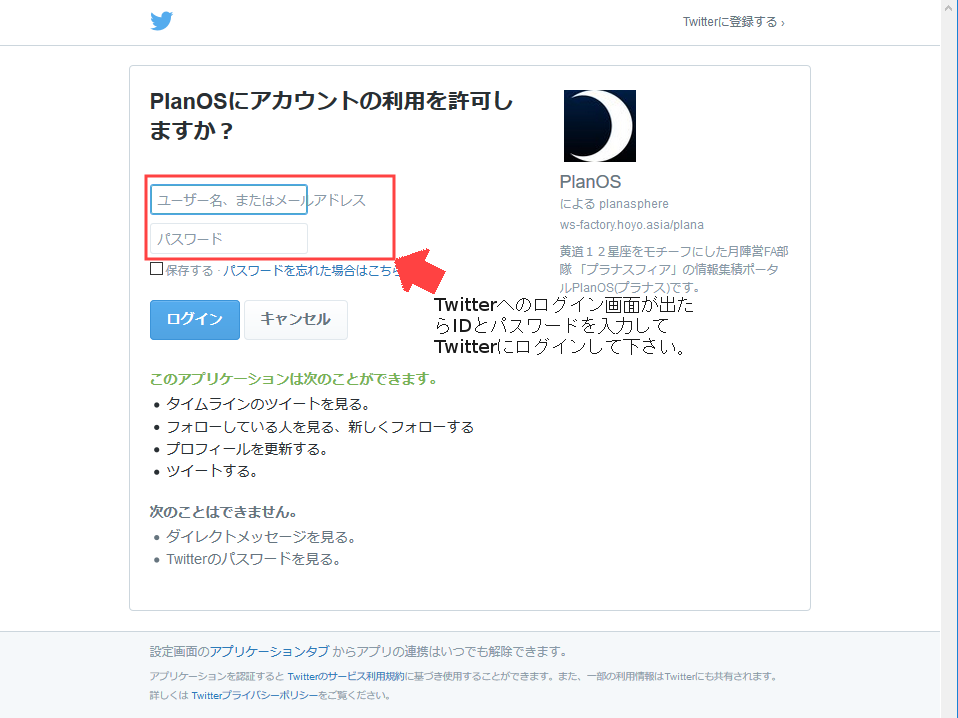 Twitterに登録する ›
PlanOSにアカウントの利用を許可し
ますか？
ユーザー名、またはメールアドレス
パスワード
保存する · パスワードを忘れた場合はこちら
ログイン
キャンセル
PlanOS
による planasphere
ws-factory.hoyo.asia/plana
黄道１２星座をモチーフにした月陣営FA部
隊 「プラナスフィア」の情報集積ポータ
ルPlanOS(プラナス)です。
Twitterへのログイン画面が出た
らIDとパスワードを入力して
Twitterにログインして下さい。
このアプリケーションは次のことができます。
• タイムラインのツイートを見る。
• フォローしている人を見る、新しくフォローする
• プロフィールを更新する。
• ツイートする。
次のことはできません。
• ダイレクトメッセージを見る。
• Twitterのパスワードを見る。
設定画面のアプリケーションタブ からアプリの連携はいつでも解除できます。
アプリケーションを認証すると Twitterのサービス利用規約に基づき使用することができます。また、一部の利用情報はTwitterにも共有されます。
詳しくは Twitterプライバシーポリシーをご覧ください。